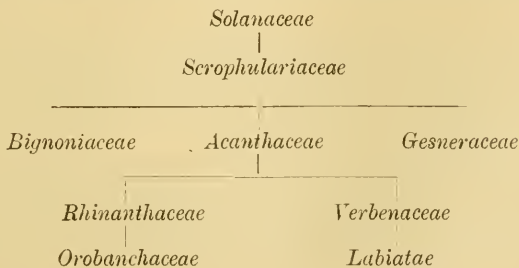 Solanaceae
Scrophulariaceae
Bignoniaceae Acanthaceae Gesneraceae
Rhinanthaceae Verbenaceae
Orobanchaceae Labiatae